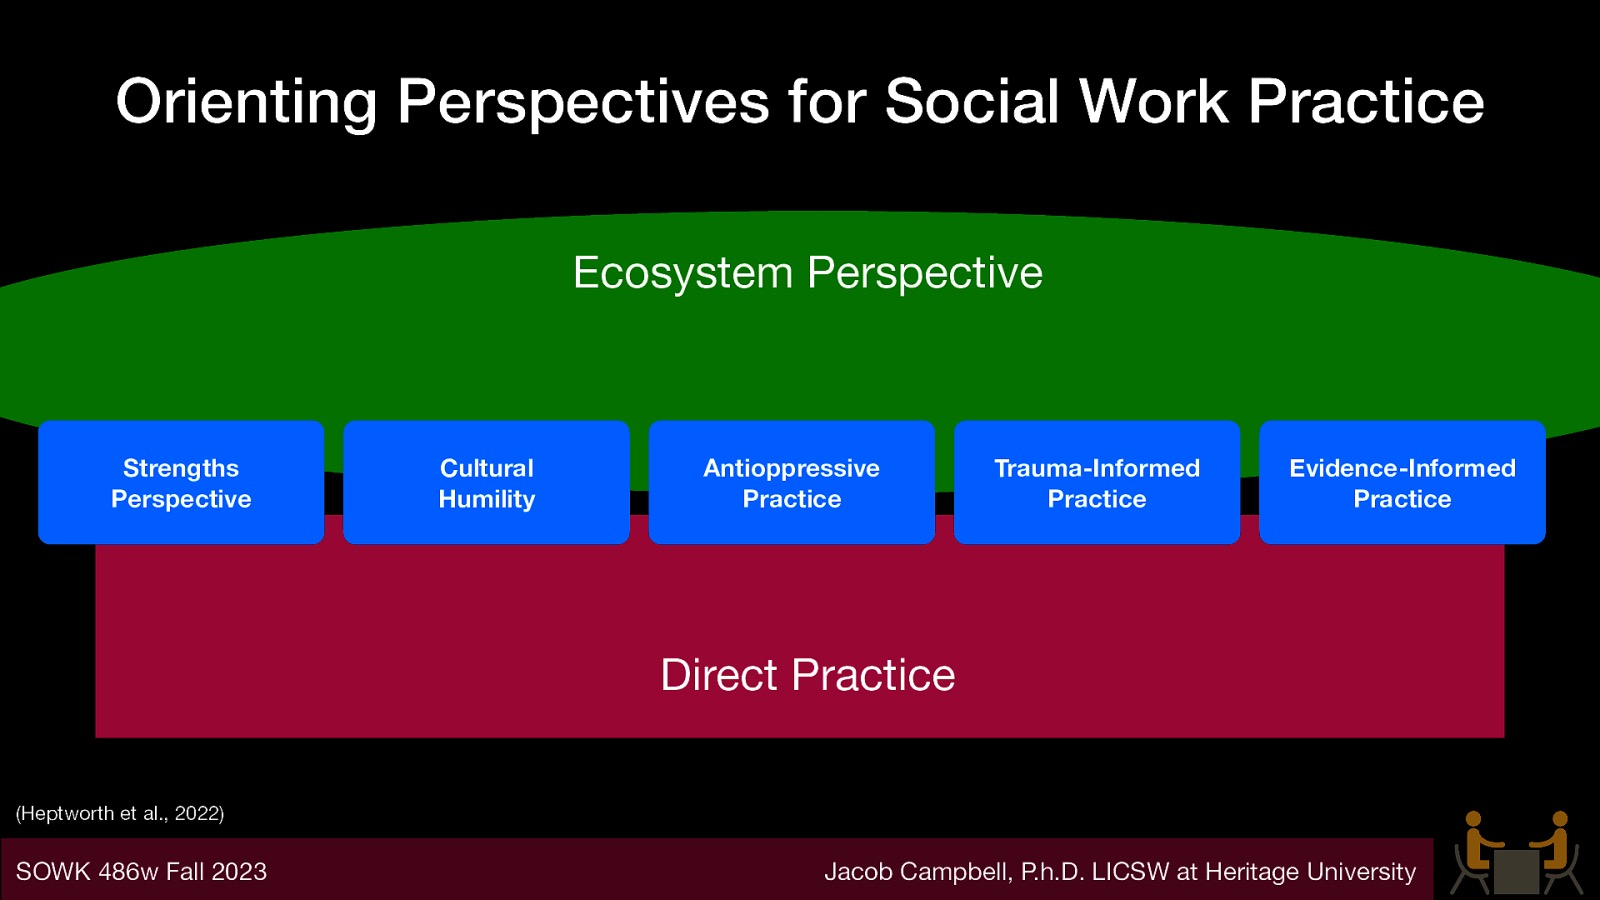 Orienting Perspectives for Social Work Practice
Ecosystem Perspective
Strengths
Perspective
Cultural
Humility
Antioppressive
Practice
Trauma-Informed
Practice
Evidence-Informed
Practice
Direct Practice
(Heptworth et al., 2022)
SOWK 486w Fall 2023
Jacob Campbell, P.h.D. LICSW at Heritage University